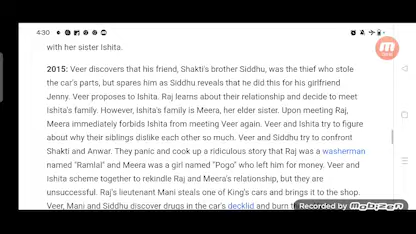 4:30
with her sister Ishita.
2015: Veer discovers that his friend, Shakti's brother Siddhu, was the thief who stole
the car's parts, but spares him as Siddhu reveals that he did this for his girlfriend
Jenny. Veer proposes to Ishita. Raj learns about their relationship and decide to meet
Ishita's family. However, Ishita's family is Meera, her elder sister. Upon meeting Raj,
Meera immediately forbids Ishita from meeting Veer again. Veer and Ishita try to figure
about why their siblings dislike each other so much. Veer and Siddhu try to confront
Shakti and Anwar. They panic and cook up a ridiculous story that Raj was a washerman
named "Ramlal" and Meera was a girl named "Pogo" who left him for money. Veer and
Ishita scheme together to rekindle Raj and Meera's relationship, but they are
unsuccessful. Raj's lieutenant Mani steals one of King's cars and brings it to the shop.
Veer, Mani and Siddhu discover drugs in the car's decklid and burn th
Recorded by Mobizen